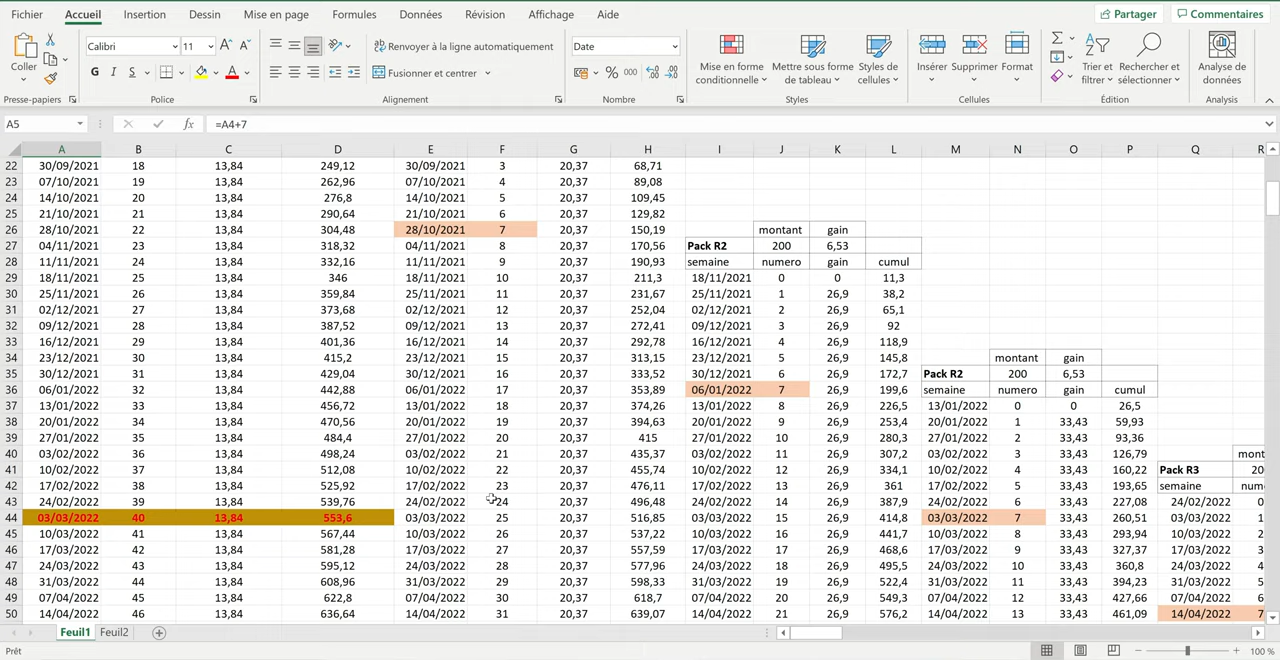 Fichier Accueil Insertion Dessin Mise en page Formules Données Révision Affichage Aide Partager Commentaires
Coller Calibri 11 A A Renvoyer à la ligne automatiquement Date Mise en forme conditionnelle Mettre sous forme de tableau Styles de cellules Insérer Supprimer Format Trier et filtrer Rechercher et sélectionner Analyse de données
G I S A Fusionner et centrer % 000
Presse-papiers Police Alignement Nombre Styles Cellules Édition Analysis
A5 fx =A4+7
A B C D E F G H I J K L M N O P Q R
22 30/09/2021 18 13,84 249,12 30/09/2021 3 20,37 68,71
23 07/10/2021 19 13,84 262,96 07/10/2021 4 20,37 89,08
24 14/10/2021 20 13,84 276,8 14/10/2021 5 20,37 109,45
25 21/10/2021 21 13,84 290,64 21/10/2021 6 20,37 129,82
26 28/10/2021 22 13,84 304,48 28/10/2021 7 20,37 150,19 montant gain
27 04/11/2021 23 13,84 318,32 04/11/2021 8 20,37 170,56 Pack R2 200 6,53
28 11/11/2021 24 13,84 332,16 11/11/2021 9 20,37 190,93 semaine numero gain cumul
29 18/11/2021 25 13,84 346 18/11/2021 10 20,37 211,3 18/11/2021 0 0 11,3
30 25/11/2021 26 13,84 359,84 25/11/2021 11 20,37 231,67 25/11/2021 1 26,9 38,2
31 02/12/2021 27 13,84 373,68 02/12/2021 12 20,37 252,04 02/12/2021 2 26,9 65,1
32 09/12/2021 28 13,84 387,52 09/12/2021 13 20,37 272,41 09/12/2021 3 26,9 92
33 16/12/2021 29 13,84 401,36 16/12/2021 14 20,37 292,78 16/12/2021 4 26,9 118,9
34 23/12/2021 30 13,84 415,2 23/12/2021 15 20,37 313,15 23/12/2021 5 26,9 145,8 montant gain
35 30/12/2021 31 13,84 429,04 30/12/2021 16 20,37 333,52 30/12/2021 6 26,9 172,7 Pack R2 200 6,53
36 06/01/2022 32 13,84 442,88 06/01/2022 17 20,37 353,89 06/01/2022 7 26,9 199,6 semaine numero gain cumul
37 13/01/2022 33 13,84 456,72 13/01/2022 18 20,37 374,26 13/01/2022 8 26,9 226,5 13/01/2022 0 0 26,5
38 20/01/2022 34 13,84 470,56 20/01/2022 19 20,37 394,63 20/01/2022 9 26,9 253,4 20/01/2022 1 33,43 59,93
39 27/01/2022 35 13,84 484,4 27/01/2022 20 20,37 415 27/01/2022 10 26,9 280,3 27/01/2022 2 33,43 93,36
40 03/02/2022 36 13,84 498,24 03/02/2022 21 20,37 435,37 03/02/2022 11 26,9 307,2 03/02/2022 3 33,43 126,79 mont
41 10/02/2022 37 13,84 512,08 10/02/2022 22 20,37 455,74 10/02/2022 12 26,9 334,1 10/02/2022 4 33,43 160,22 Pack R3 20
42 17/02/2022 38 13,84 525,92 17/02/2022 23 20,37 476,11 17/02/2022 13 26,9 361 17/02/2022 5 33,43 193,65 semaine num
43 24/02/2022 39 13,84 539,76 24/02/2022 24 20,37 496,48 24/02/2022 14 26,9 387,9 24/02/2022 6 33,43 227,08 24/02/2022 0
44 03/03/2022 40 13,84 553,6 03/03/2022 25 20,37 516,85 03/03/2022 15 26,9 414,8 03/03/2022 7 33,43 260,51 03/03/2022 1
45 10/03/2022 41 13,84 567,44 10/03/2022 26 20,37 537,22 10/03/2022 16 26,9 441,7 10/03/2022 8 33,43 293,94 10/03/2022 2
46 17/03/2022 42 13,84 581,28 17/03/2022 27 20,37 557,59 17/03/2022 17 26,9 468,6 17/03/2022 9 33,43 327,37 17/03/2022 3
47 24/03/2022 43 13,84 595,12 24/03/2022 28 20,37 577,96 24/03/2022 18 26,9 495,5 24/03/2022 10 33,43 360,8 24/03/2022 4
48 31/03/2022 44 13,84 608,96 31/03/2022 29 20,37 598,33 31/03/2022 19 26,9 522,4 31/03/2022 11 33,43 394,23 31/03/2022 5
49 07/04/2022 45 13,84 622,8 07/04/2022 30 20,37 618,7 07/04/2022 20 26,9 549,3 07/04/2022 12 33,43 427,66 07/04/2022 6
50 14/04/2022 46 13,84 636,64 14/04/2022 31 20,37 639,07 14/04/2022 21 26,9 576,2 14/04/2022 13 33,43 461,09 14/04/2022 7
Feuil1 Feuil2
Prêt 100 %